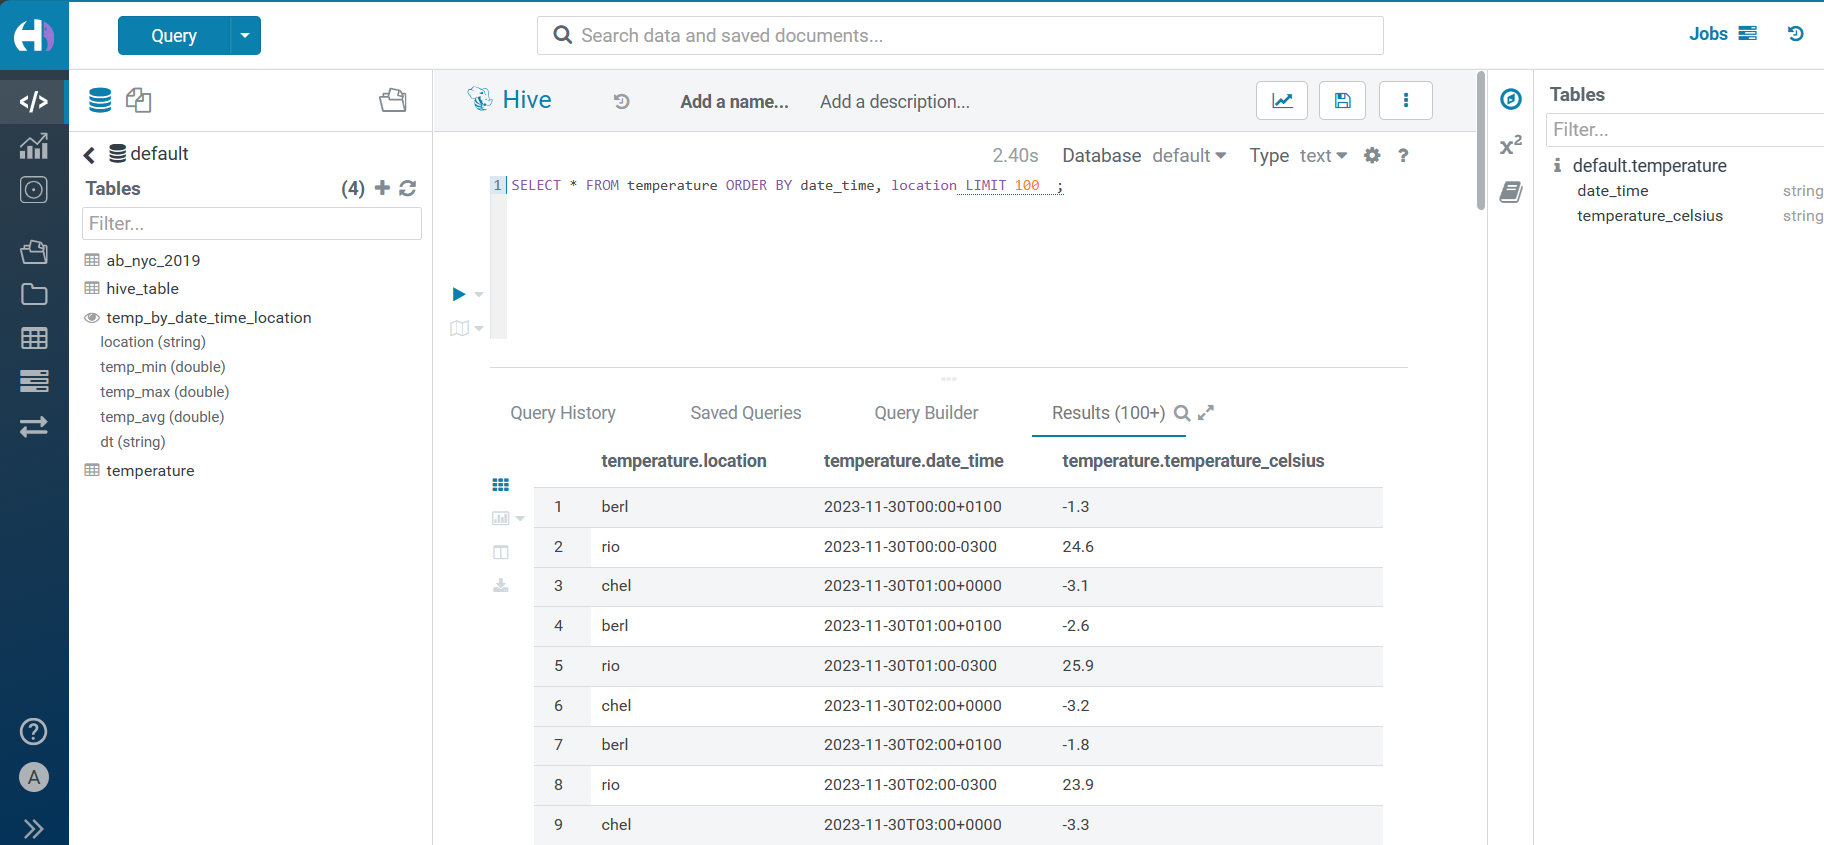 Query
Search data and saved documents...
Jobs
default
Tables (4)
Filter...
ab_nyc_2019
hive_table
temp_by_date_time_location
location (string)
temp_min (double)
temp_max (double)
temp_avg (double)
dt (string)
temperature
A
Hive Add a name... Add a description...
2.40s Database default Type text ?
1 SELECT * FROM temperature ORDER BY date_time, location LIMIT 100 ;
Query History Saved Queries Query Builder Results (100+)
temperature.location temperature.date_time temperature.temperature_celsius
1 berl 2023-11-30T00:00+0100 -1.3
2 rio 2023-11-30T00:00-0300 24.6
3 chel 2023-11-30T01:00+0000 -3.1
4 berl 2023-11-30T01:00+0100 -2.6
5 rio 2023-11-30T01:00-0300 25.9
6 chel 2023-11-30T02:00+0000 -3.2
7 berl 2023-11-30T02:00+0100 -1.8
8 rio 2023-11-30T02:00-0300 23.9
9 chel 2023-11-30T03:00+0000 -3.3
x²
Tables
Filter...
default.temperature
date_time string
temperature_celsius string